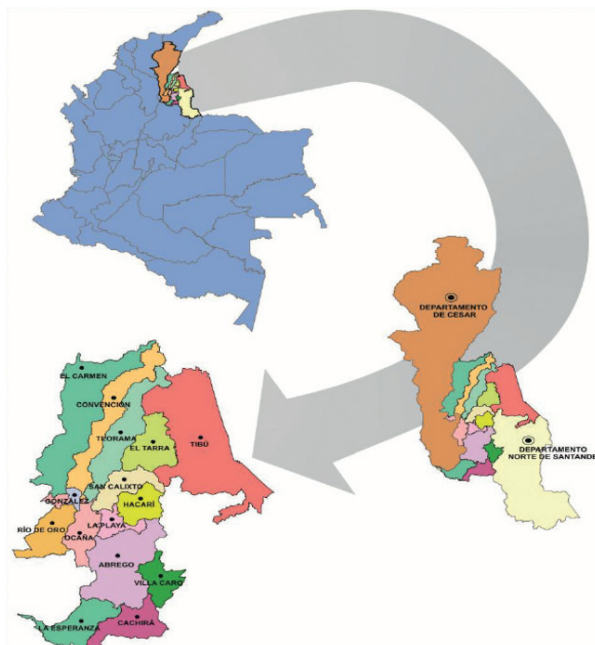 DEPARTAMENTO
DE CESAR
DEPARTAMENTO
NORTE DE SANTANDE
EL CARMEN
CONVENCIÓN
TEORAMA
EL TARRA
TIBÚ
SAN CALIXTO
GONZÁLEZ
HACARÍ
LA PLAYA
RÍO DE ORO
OCAÑA
ABREGO
VILLA CARO
LA ESPERANZA
CACHIRÁ